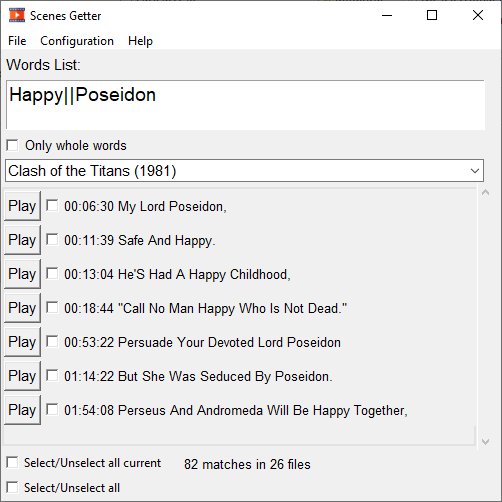 Scenes Getter
File Configuration Help
Words List:
Happy||Poseidon
Only whole words
Clash of the Titans (1981)
Play 00:06:30 My Lord Poseidon,
Play 00:11:39 Safe And Happy.
Play 00:13:04 He'S Had A Happy Childhood,
Play 00:18:44 "Call No Man Happy Who Is Not Dead."
Play 00:53:22 Persuade Your Devoted Lord Poseidon
Play 01:14:22 But She Was Seduced By Poseidon.
Play 01:54:08 Perseus And Andromeda Will Be Happy Together,
Select/Unselect all current 82 matches in 26 files
Select/Unselect all